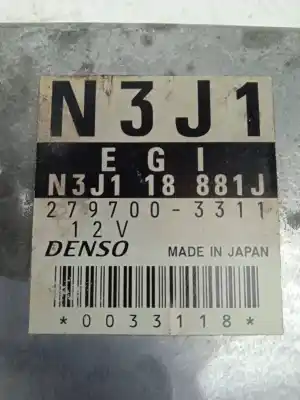 N3J1
EGI
N3J1 18 881J
279700-3311
12V
DENSO MADE IN JAPAN
*0033118*